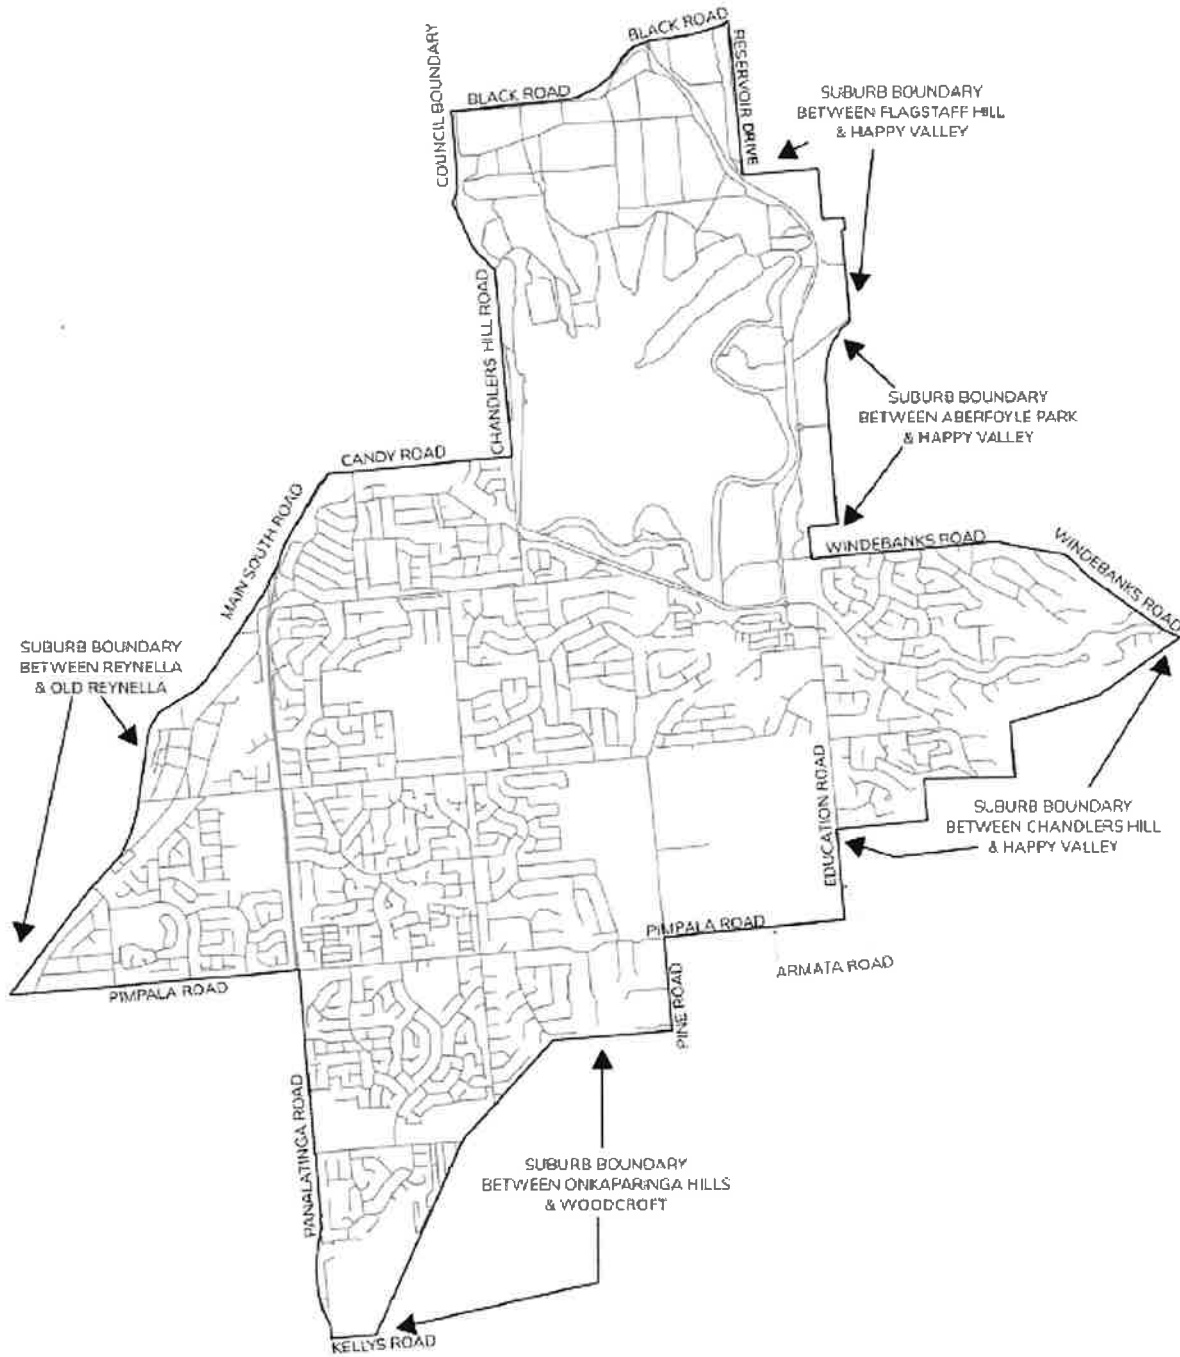 BLACK ROAD
BLACK ROAD
COUNCIL BOUNDARY
RESERVOIR DRIVE
SUBURB BOUNDARY
BETWEEN FLAGSTAFF HILL
& HAPPY VALLEY
CHANDLERS HILL ROAD
SUBURB BOUNDARY
BETWEEN ABERFOYLE PARK
& HAPPY VALLEY
CANDY ROAD
MAIN SOUTH ROAD
WINDEBANKS ROAD
WINDEBANKS ROAD
SUBURB BOUNDARY
BETWEEN REYNELLA
& OLD REYNELLA
EDUCATION ROAD
SUBURB BOUNDARY
BETWEEN CHANDLERS HILL
& HAPPY VALLEY
PIMPALA ROAD
ARMATA ROAD
PIMPALA ROAD
PINE ROAD
PANALATINGA ROAD
SUBURB BOUNDARY
BETWEEN ONKAPARINGA HILLS
& WOODCROFT
KELLYS ROAD